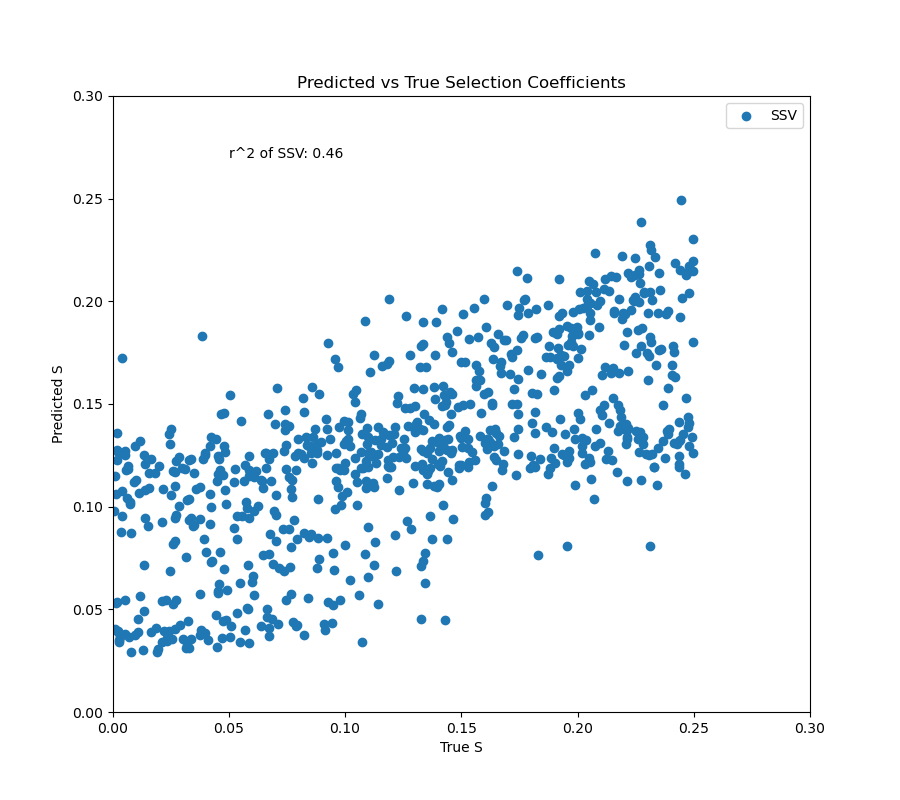 Predicted vs True Selection Coefficients
0.30
SSV
r^2 of SSV: 0.46
0.25
0.20
0.15
Predicted S
0.10
0.05
0.00
0.00 0.05 0.10 0.15 0.20 0.25 0.30
True S